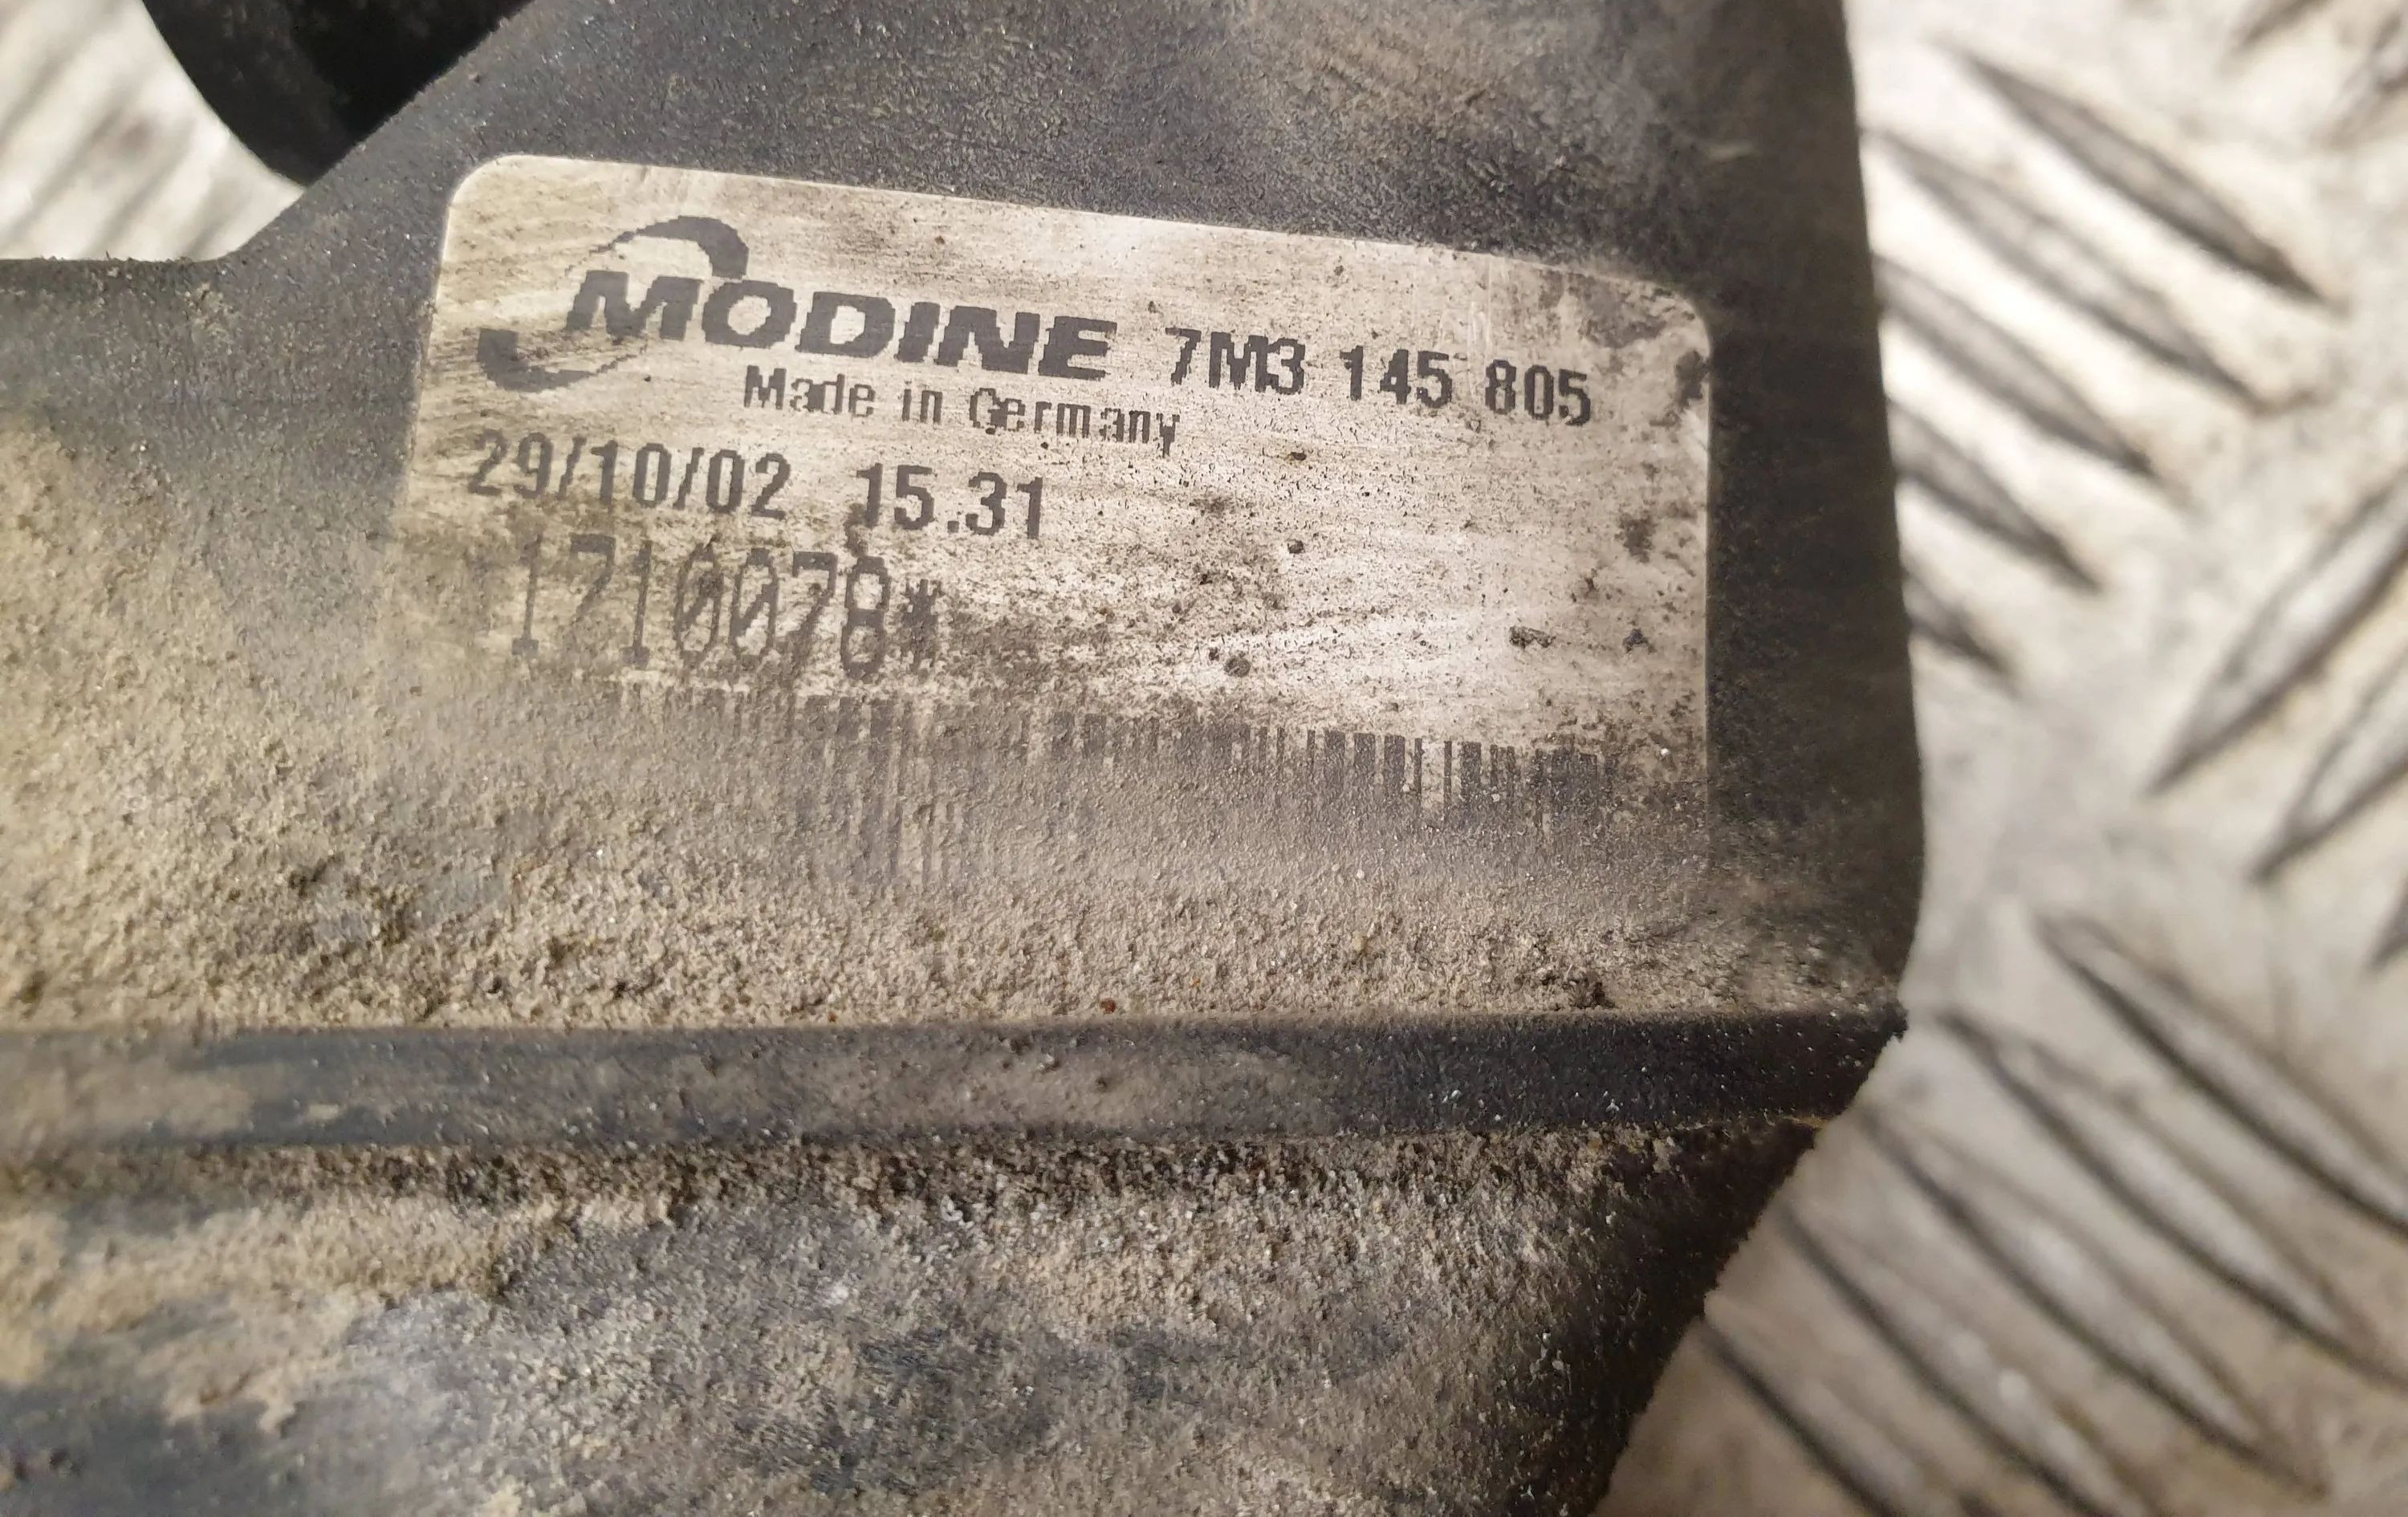 MODINE 7M3 145 805
Made in Germany
29/10/02 15.31
1710078*